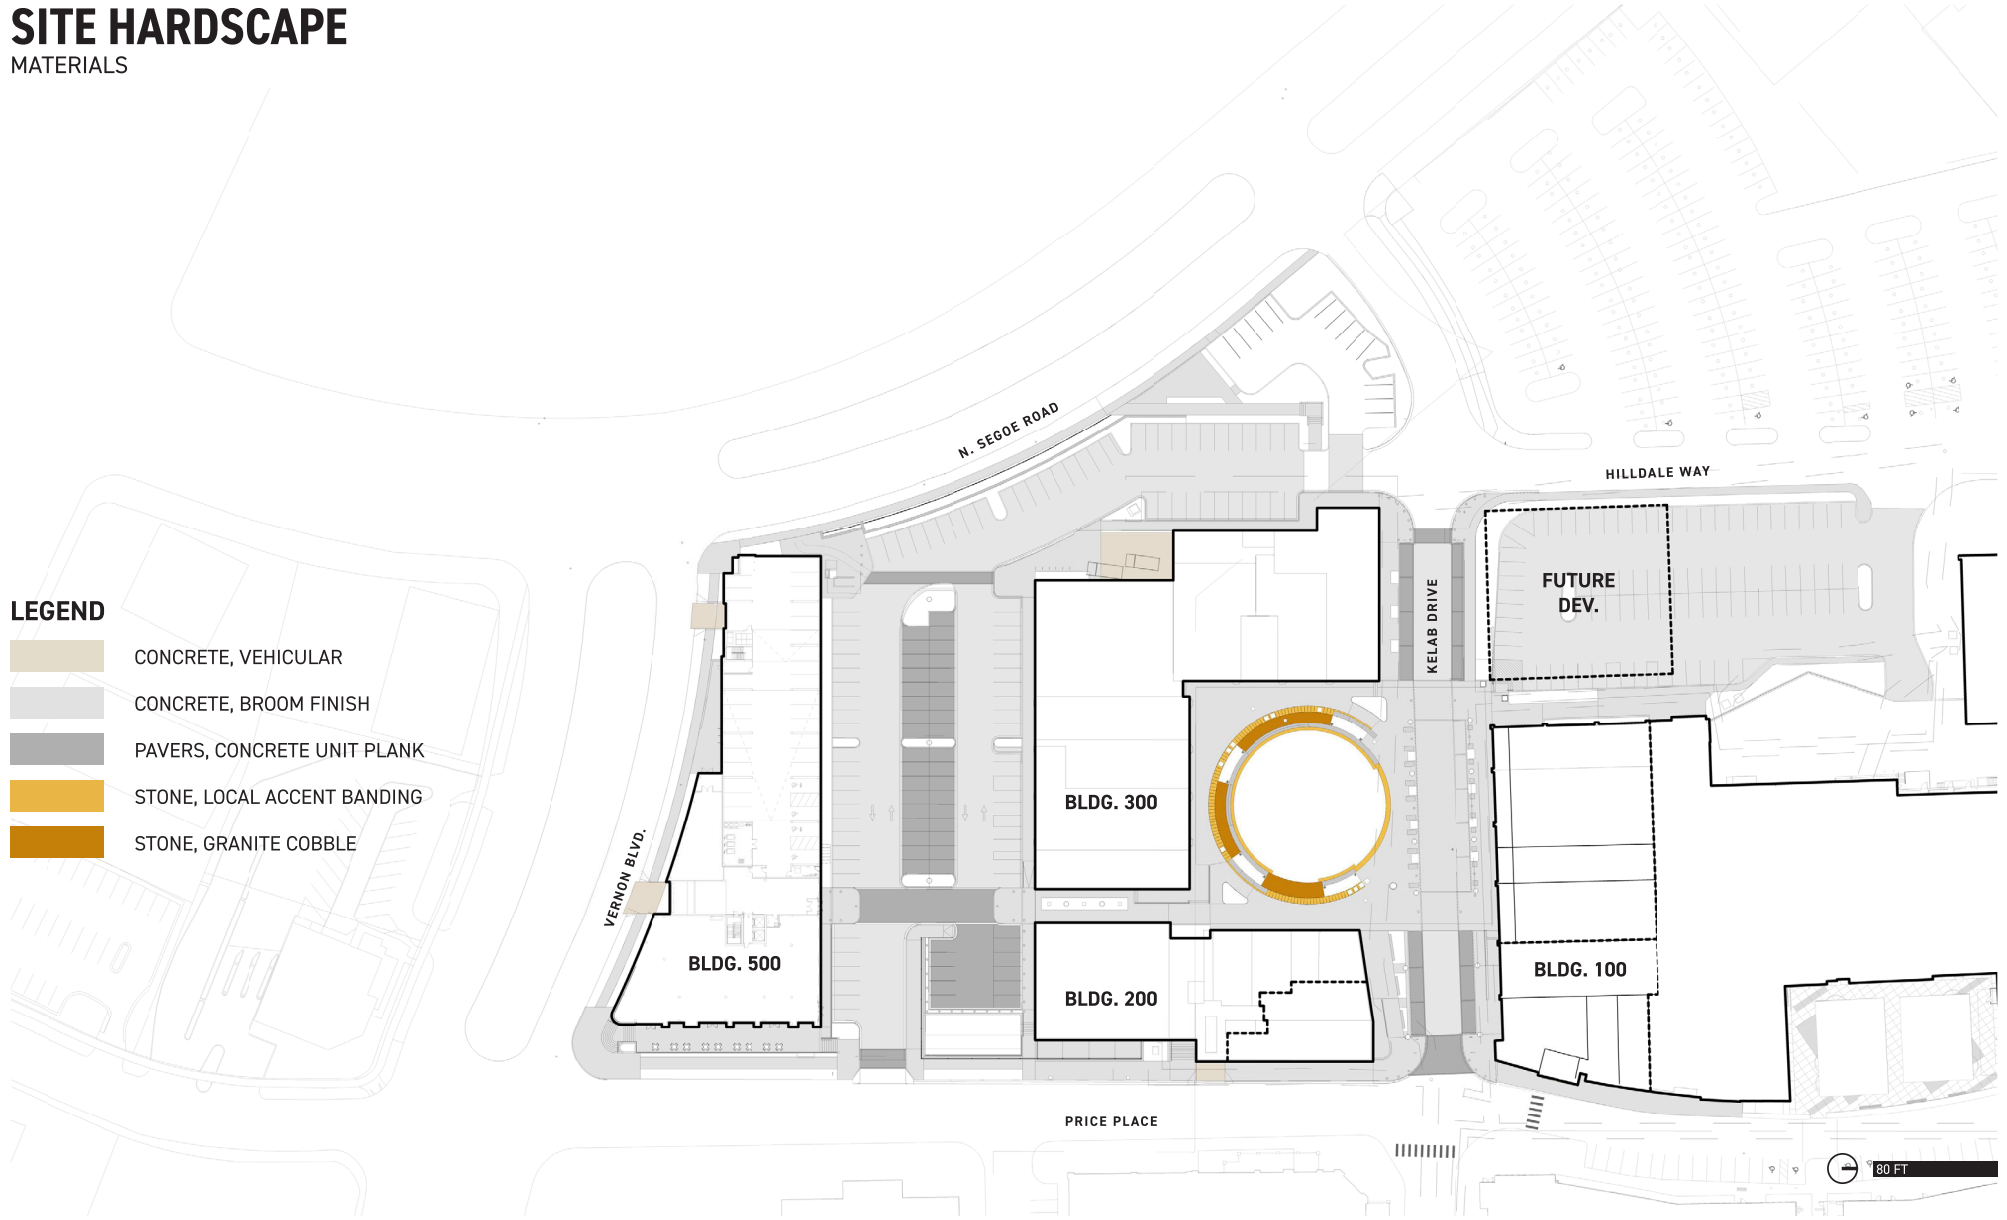 SITE HARDSCAPE
MATERIALS
N. SEGOE ROAD
HILLDALE WAY
FUTURE
DEV.
KELAB DRIVE
LEGEND
CONCRETE, VEHICULAR
CONCRETE, BROOM FINISH
PAVERS, CONCRETE UNIT PLANK
STONE, LOCAL ACCENT BANDING
STONE, GRANITE COBBLE
BLDG. 300
VERNON BLVD.
BLDG. 500
BLDG. 200
BLDG. 100
PRICE PLACE
80 FT